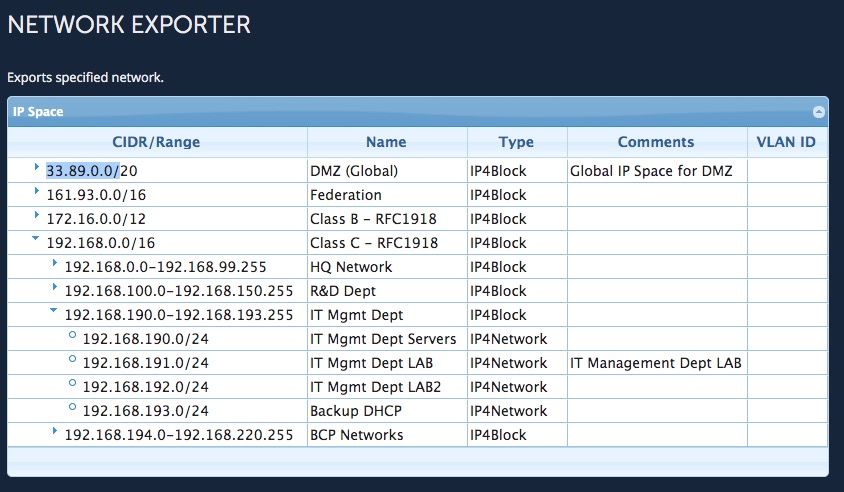 NETWORK EXPORTER
Exports specified network.
IP Space
CIDR/Range Name Type Comments VLAN ID
33.89.0.0/20 DMZ (Global) IP4Block Global IP Space for DMZ
161.93.0.0/16 Federation IP4Block
172.16.0.0/12 Class B - RFC1918 IP4Block
192.168.0.0/16 Class C - RFC1918 IP4Block
192.168.0.0-192.168.99.255 HQ Network IP4Block
192.168.100.0-192.168.150.255 R&D Dept IP4Block
192.168.190.0-192.168.193.255 IT Mgmt Dept IP4Block
192.168.190.0/24 IT Mgmt Dept Servers IP4Network
192.168.191.0/24 IT Mgmt Dept LAB IP4Network IT Management Dept LAB
192.168.192.0/24 IT Mgmt Dept LAB2 IP4Network
192.168.193.0/24 Backup DHCP IP4Network
192.168.194.0-192.168.220.255 BCP Networks IP4Block